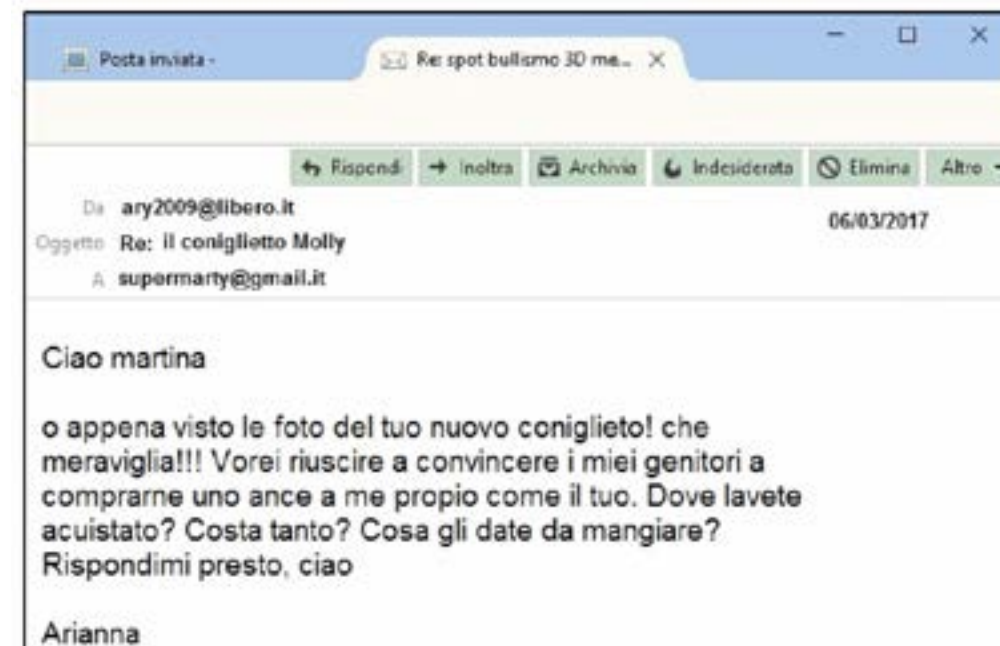 Posta inviata -
Re: spot bullismo 3D me...
Rispondi Inoltra Archivia Indesiderata Elimina Altro
Da ary2009@libero.it
06/03/2017
Oggetto Re: il coniglietto Molly
A supermarty@gmail.it
Ciao martina
o appena visto le foto del tuo nuovo coniglieto! che
meraviglia!!! Vorei riuscire a convincere i miei genitori a
comprarne uno ance a me propio come il tuo. Dove lavete
acuistato? Costa tanto? Cosa gli date da mangiare?
Rispondimi presto, ciao
Arianna